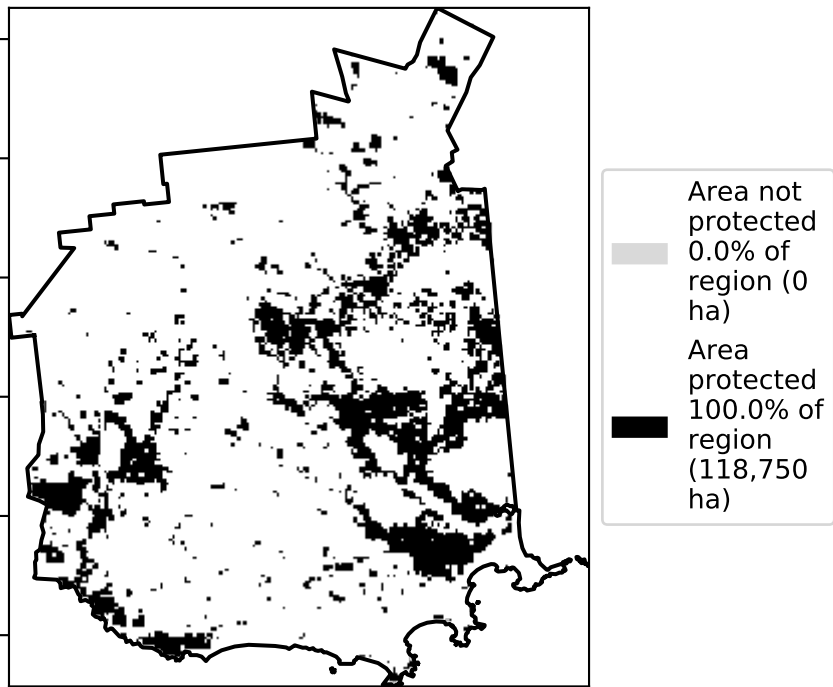 Area not
protected
0.0% of
region (0
ha)
Area
protected
100.0% of
region
(118,750
ha)